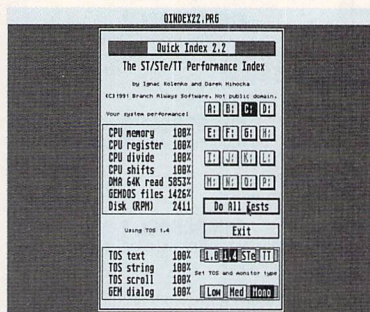 QINDEX22.PRG
Quick Index 2.2
The ST/STe/TT Performance Index
by Ignac Kolenko and Darek Mihocka
(C)1991 Branch Always Software. Not public domain.
Your system performance:
A: B: C: D:
CPU memory 100%
CPU register 100%
CPU divide 100%
CPU shifts 100%
DMA 64K read 5853%
GEMDOS files 1426%
Disk (RPM) 2411
E: F: G: H:
I: J: K: L:
M: N: O: P:
Do All Tests
Using TOS 1.4
Exit
TOS text 100%
TOS string 100%
TOS scroll 100%
GEM dialog 100%
1.0 1.4 STe TT
Set TOS and monitor type
Low Med Mono